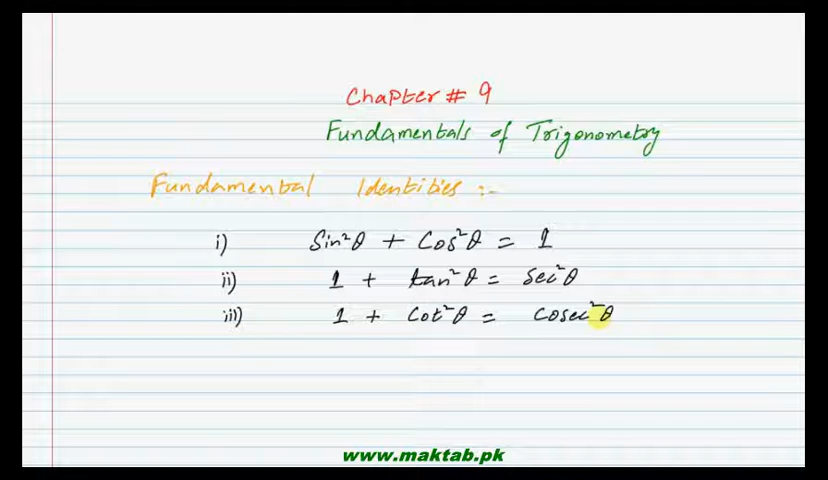 Chapter # 9
Fundamentals of Trigonometry
Fundamental Identities :-
i) Sin²θ + Cos²θ = 1
ii) 1 + tan²θ = Sec²θ
iii) 1 + Cot²θ = Cosec²θ
www.maktab.pk